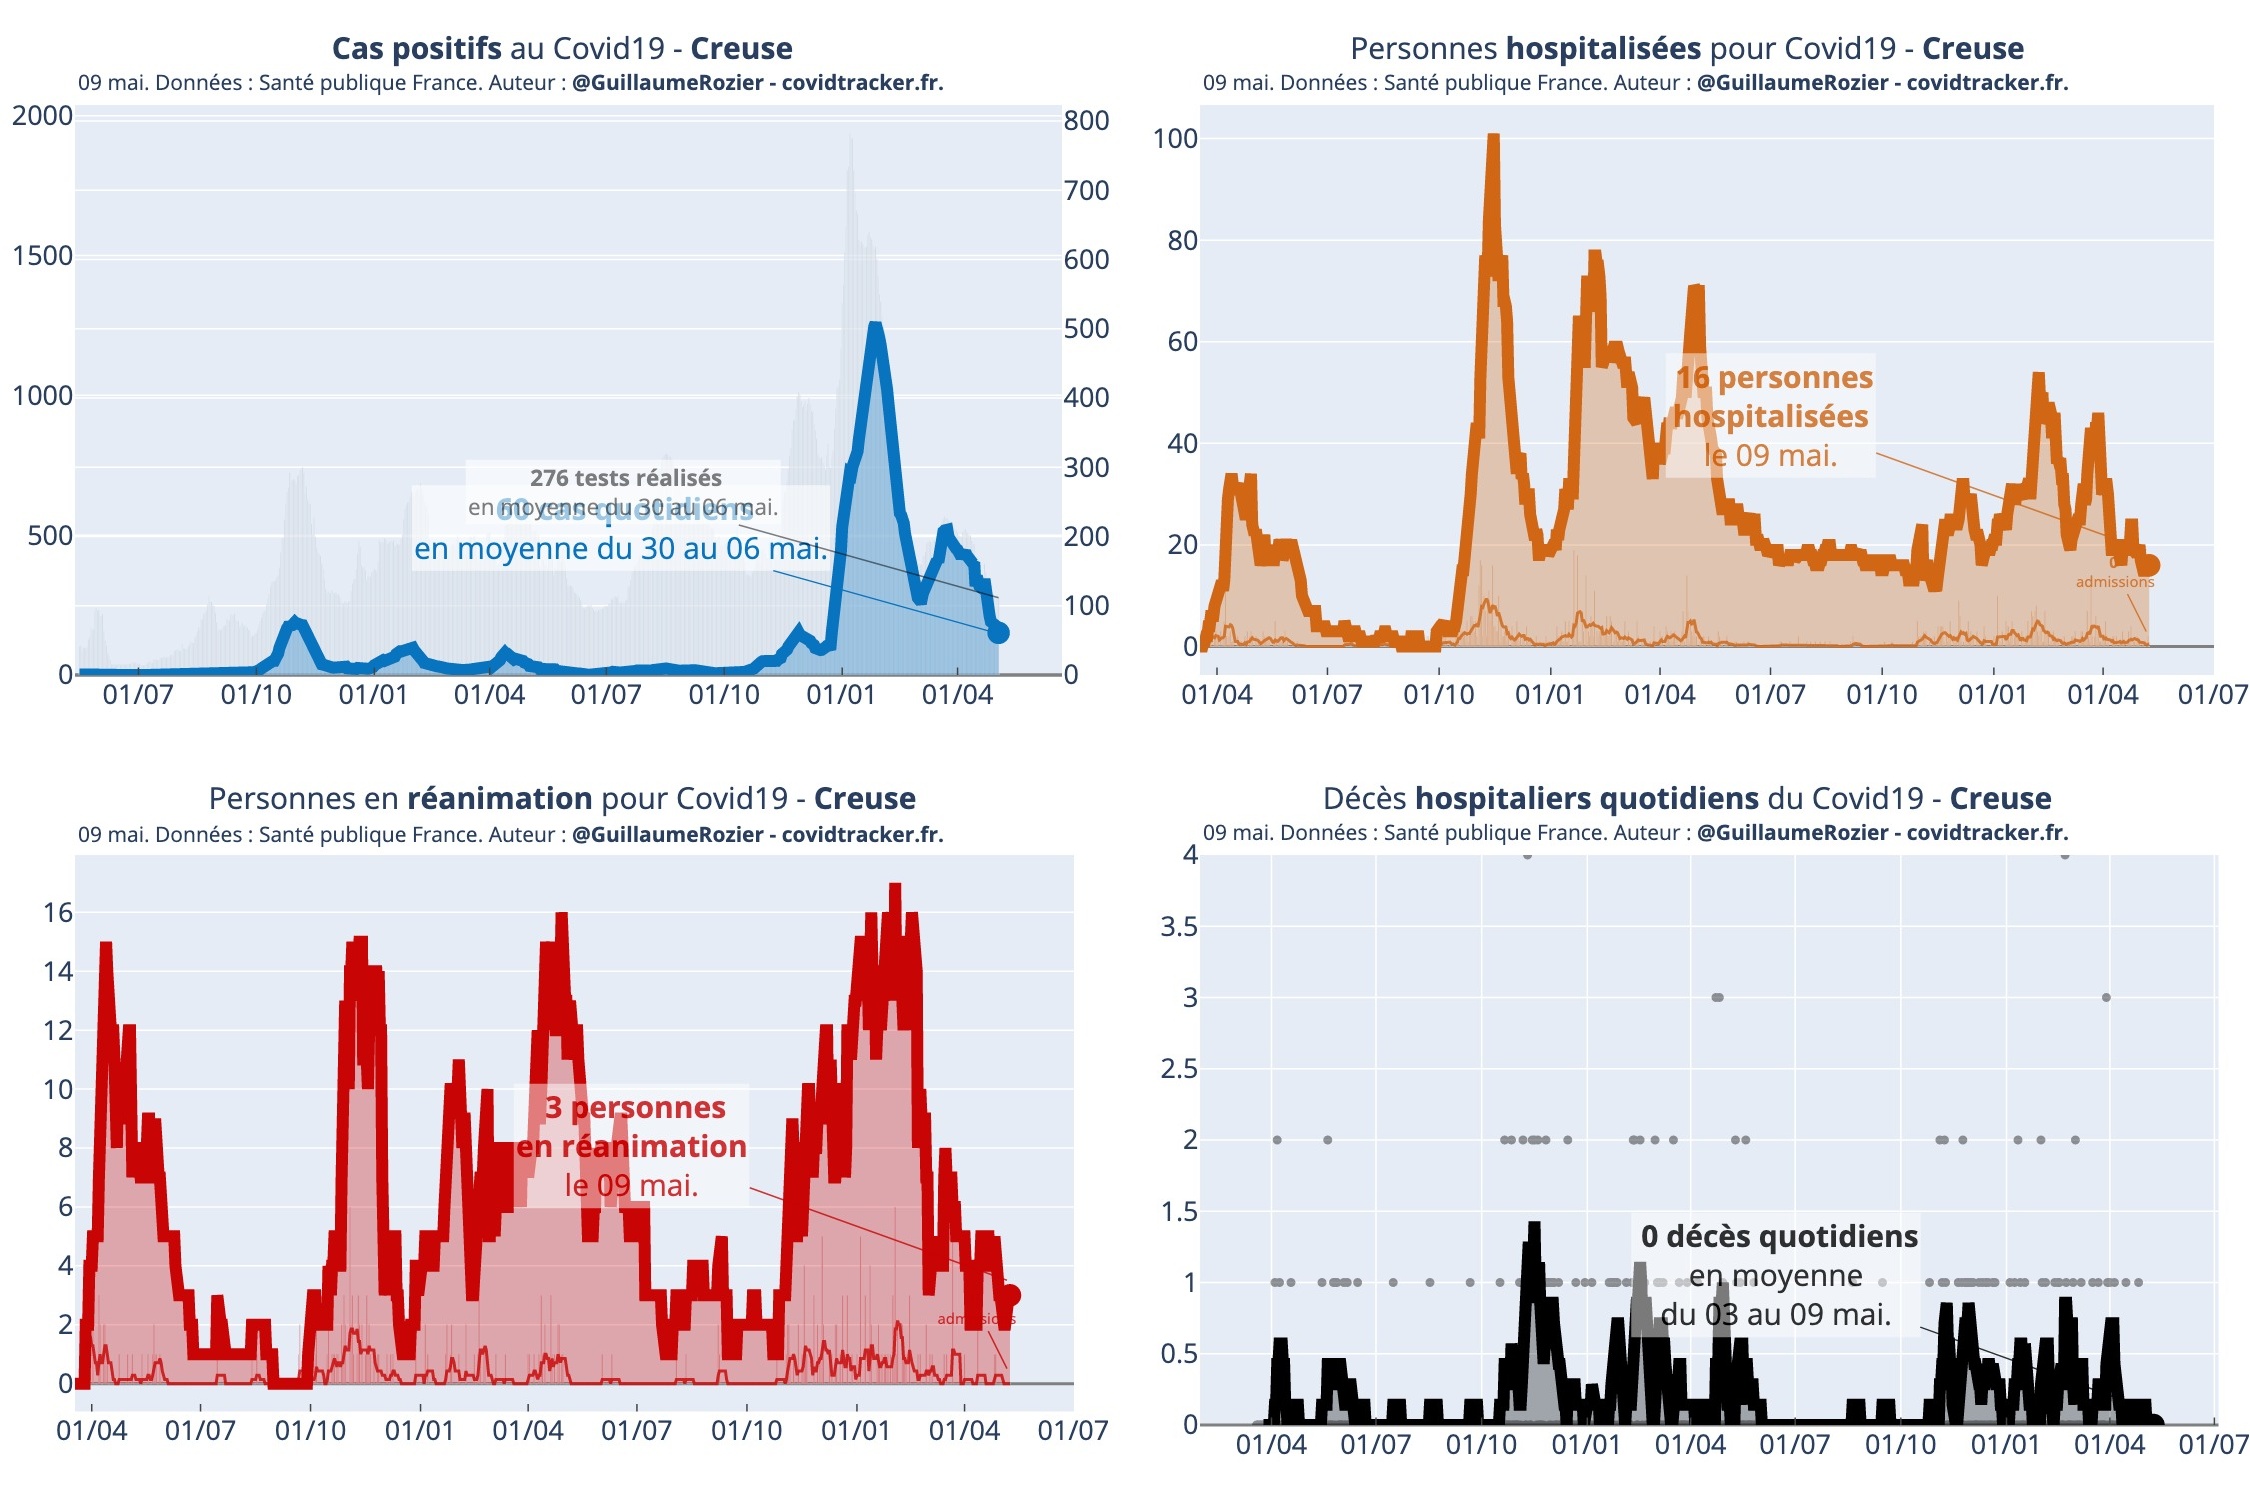 Cas positifs au Covid19 - Creuse
09 mai. Données : Santé publique France. Auteur : @GuillaumeRozier - covidtracker.fr.
2000
1500
1000
500
0
800
700
600
500
400
300
200
100
0
276 tests réalisés
en moyenne du 30 au 06 mai.
60 cas quotidiens
en moyenne du 30 au 06 mai.
01/07 01/10 01/01 01/04 01/07 01/10 01/01 01/04
Personnes hospitalisées pour Covid19 - Creuse
09 mai. Données : Santé publique France. Auteur : @GuillaumeRozier - covidtracker.fr.
100
80
60
40
20
0
16 personnes
hospitalisées
le 09 mai.
0
admissions
01/04 01/07 01/10 01/01 01/04 01/07 01/10 01/01 01/04 01/07
Personnes en réanimation pour Covid19 - Creuse
09 mai. Données : Santé publique France. Auteur : @GuillaumeRozier - covidtracker.fr.
16
14
12
10
8
6
4
2
0
3 personnes
en réanimation
le 09 mai.
admissions
01/04 01/07 01/10 01/01 01/04 01/07 01/10 01/01 01/04 01/07
Décès hospitaliers quotidiens du Covid19 - Creuse
09 mai. Données : Santé publique France. Auteur : @GuillaumeRozier - covidtracker.fr.
4
3.5
3
2.5
2
1.5
1
0.5
0
0 décès quotidiens
en moyenne
du 03 au 09 mai.
01/04 01/07 01/10 01/01 01/04 01/07 01/10 01/01 01/04 01/07